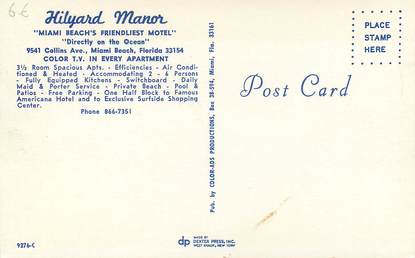 6€
Hilyard Manor
"MIAMI BEACH'S FRIENDLIEST MOTEL"
"Directly on the Ocean"
9541 Collins Ave., Miami Beach, Florida 33154
COLOR T.V. IN EVERY APARTMENT
3½ Room Spacious Apts. - Efficiencies - Air Condi-
tioned & Heated - Accommodating 2 - 6 Persons
- Fully Equipped Kitchens - Switchboard - Daily
Maid & Porter Service - Private Beach - Pool &
Patios - Free Parking - One Half Block to Famous
Americana Hotel and to Exclusive Surfside Shopping
Center.
Phone 866-7351
9276-C
Pub. by COLOR-ADS PRODUCTIONS, Box 38-594, Miami, Fla. 33161
dp
MADE BY
DEXTER PRESS, INC.
WEST NYACK, NEW YORK
Post Card
PLACE
STAMP
HERE